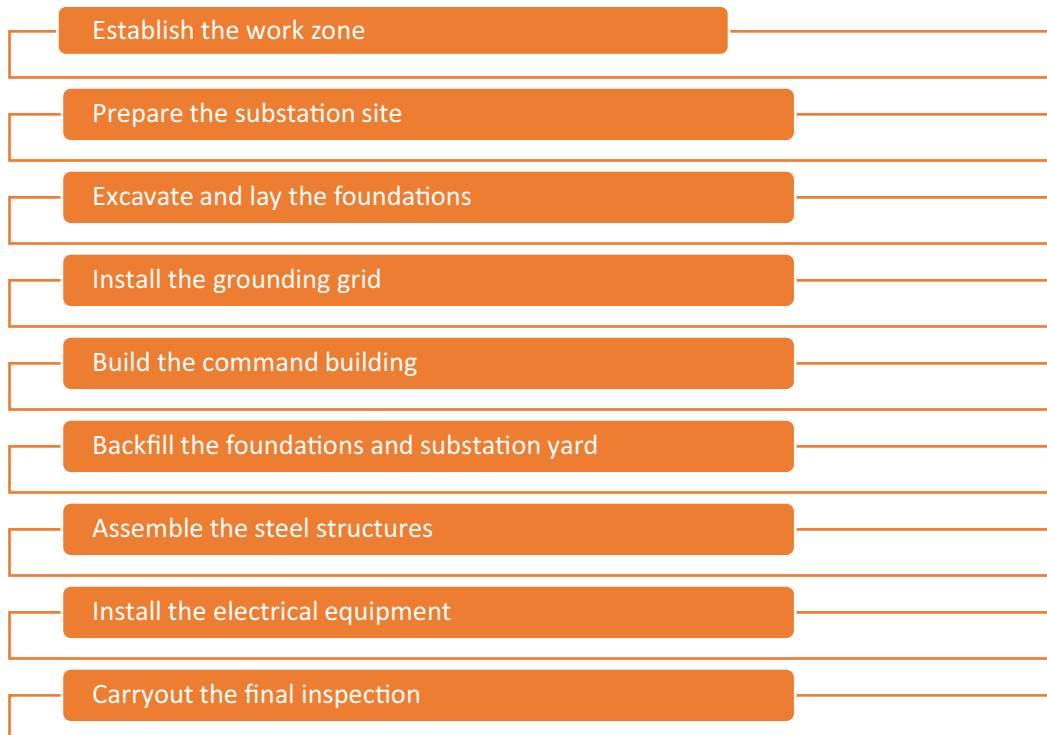 Establish the work zone
Prepare the substation site
Excavate and lay the foundations
Install the grounding grid
Build the command building
Backfill the foundations and substation yard
Assemble the steel structures
Install the electrical equipment
Carryout the final inspection